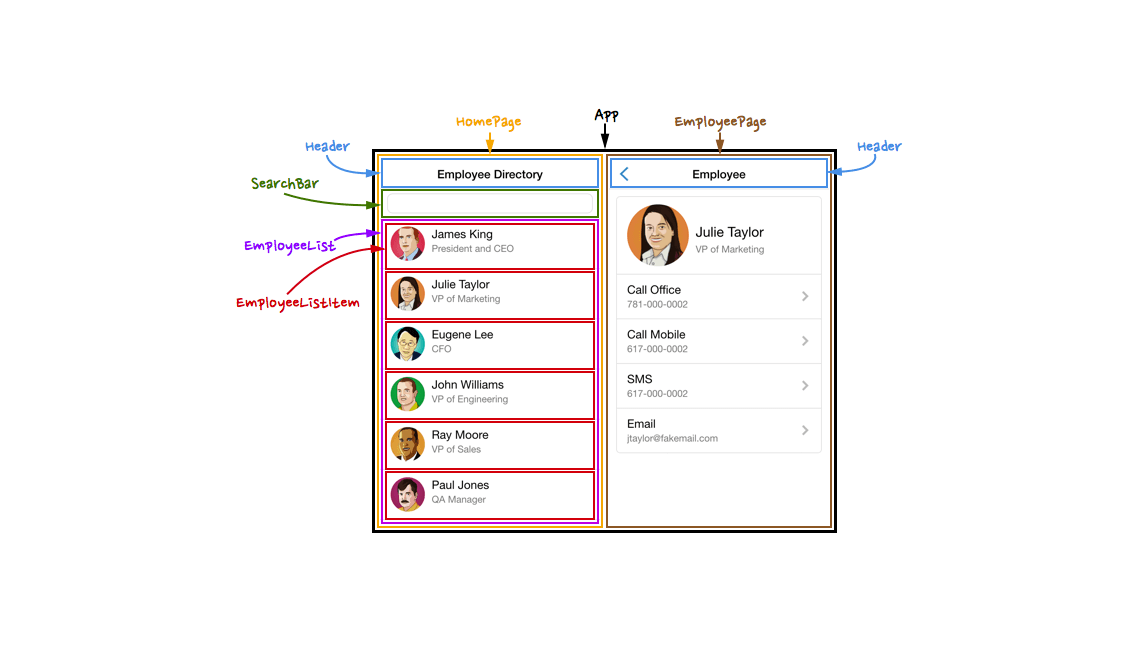 App
HomePage
EmployeePage
Header
Header
SearchBar
EmployeeList
EmployeeListItem
Employee Directory
James King
President and CEO
Julie Taylor
VP of Marketing
Eugene Lee
CFO
John Williams
VP of Engineering
Ray Moore
VP of Sales
Paul Jones
QA Manager
Employee
Julie Taylor
VP of Marketing
Call Office
781-000-0002
Call Mobile
617-000-0002
SMS
617-000-0002
Email
jtaylor@fakemail.com